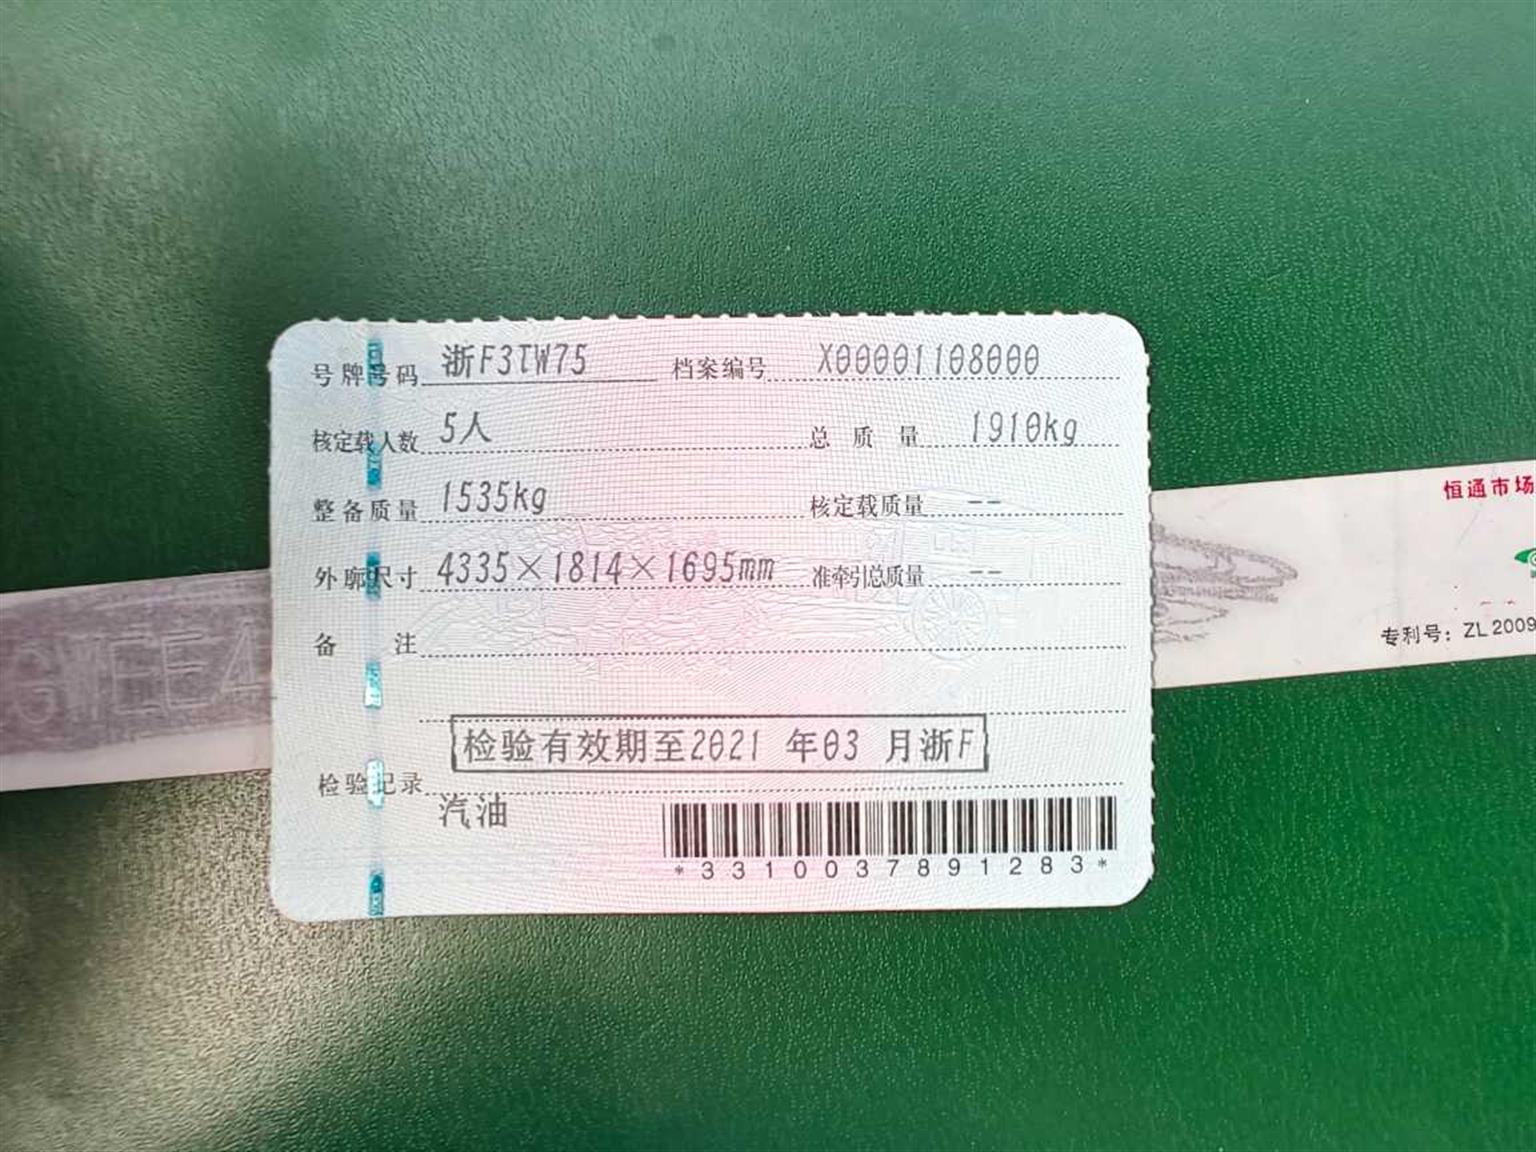 号牌号码 浙F3TW75 档案编号 X00001108000
核定载人数 5人 总质量 1910kg
整备质量 1535kg 核定载质量 --
外廓尺寸 4335×1814×1695mm 准牵引总质量 --
备注
检验有效期至2021 年03 月浙F
检验记录
汽油
*3310037891283*
恒通市场
专利号：ZL2009
GWEE4